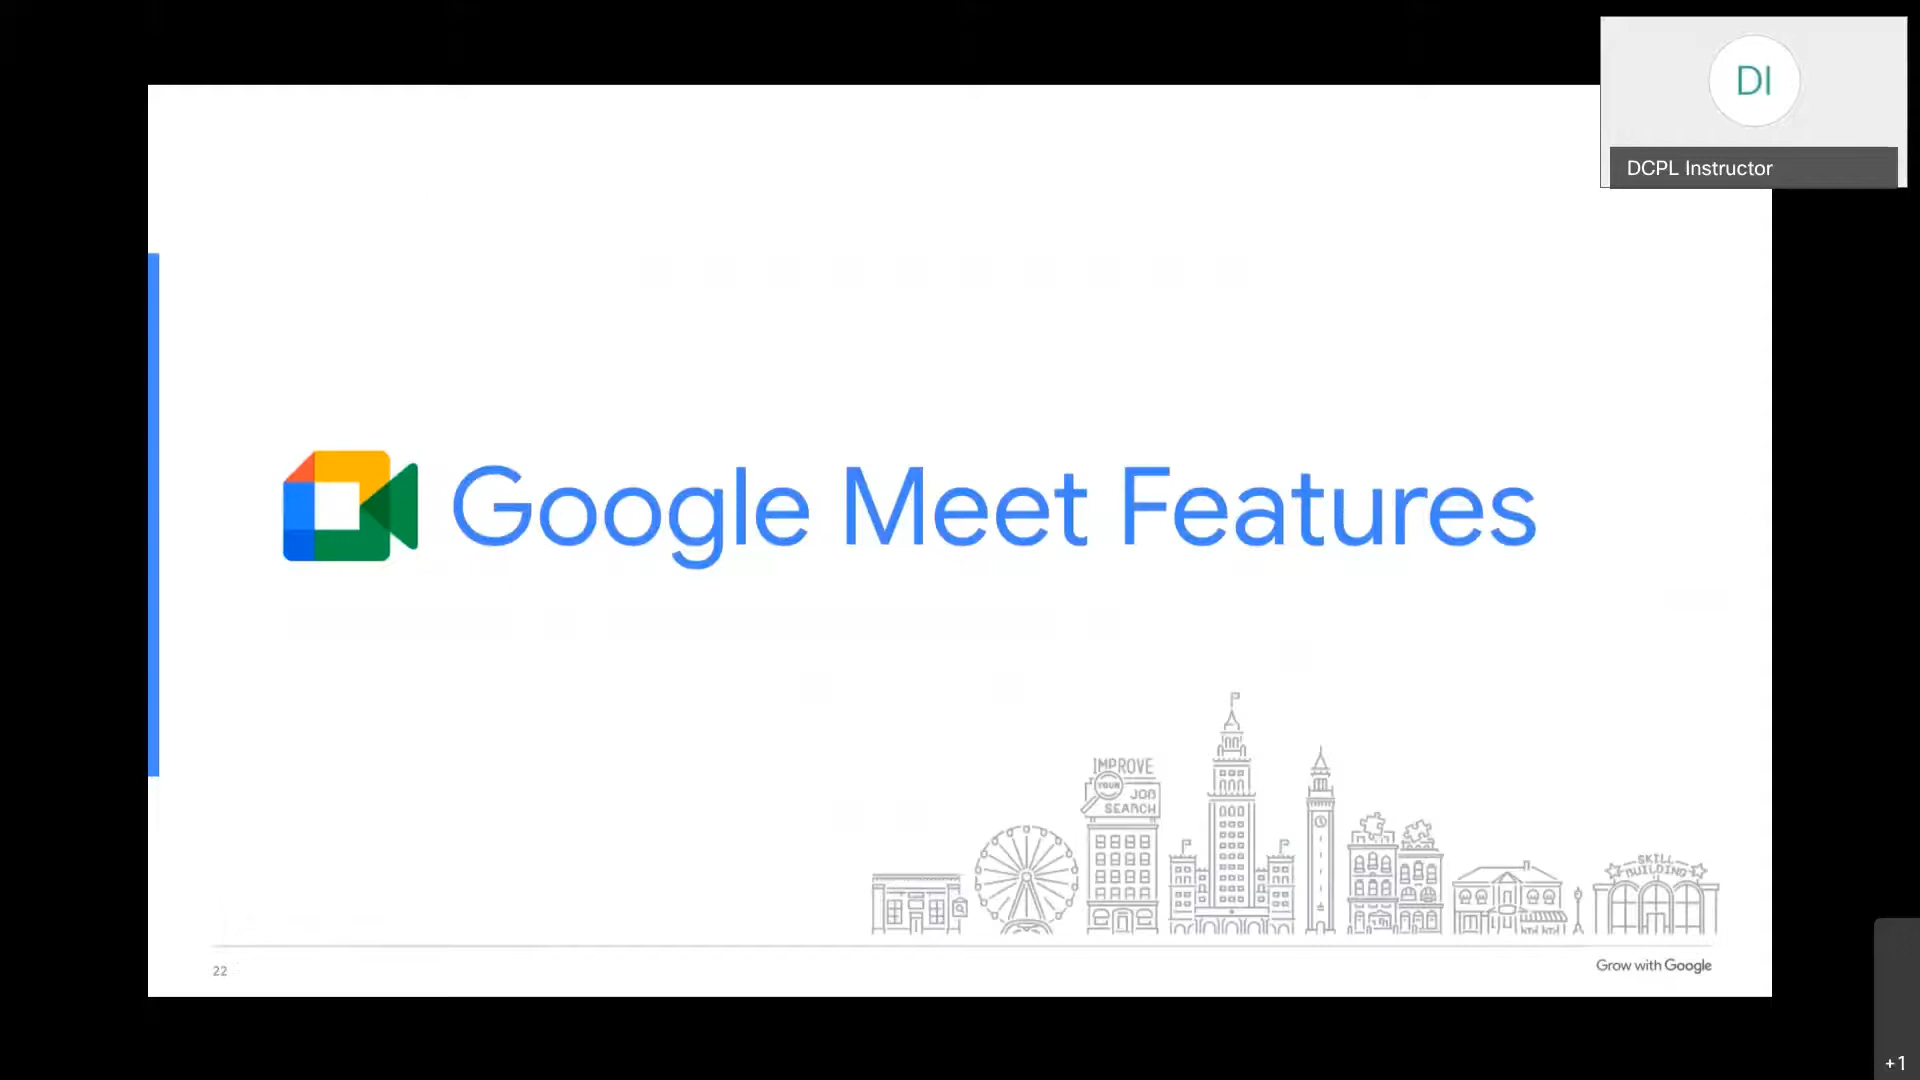 DI
DCPL Instructor
Google Meet Features
IMPROVE
YOUR
JOB
SEARCH
SKILL
BUILDING
22
Grow with Google
+1